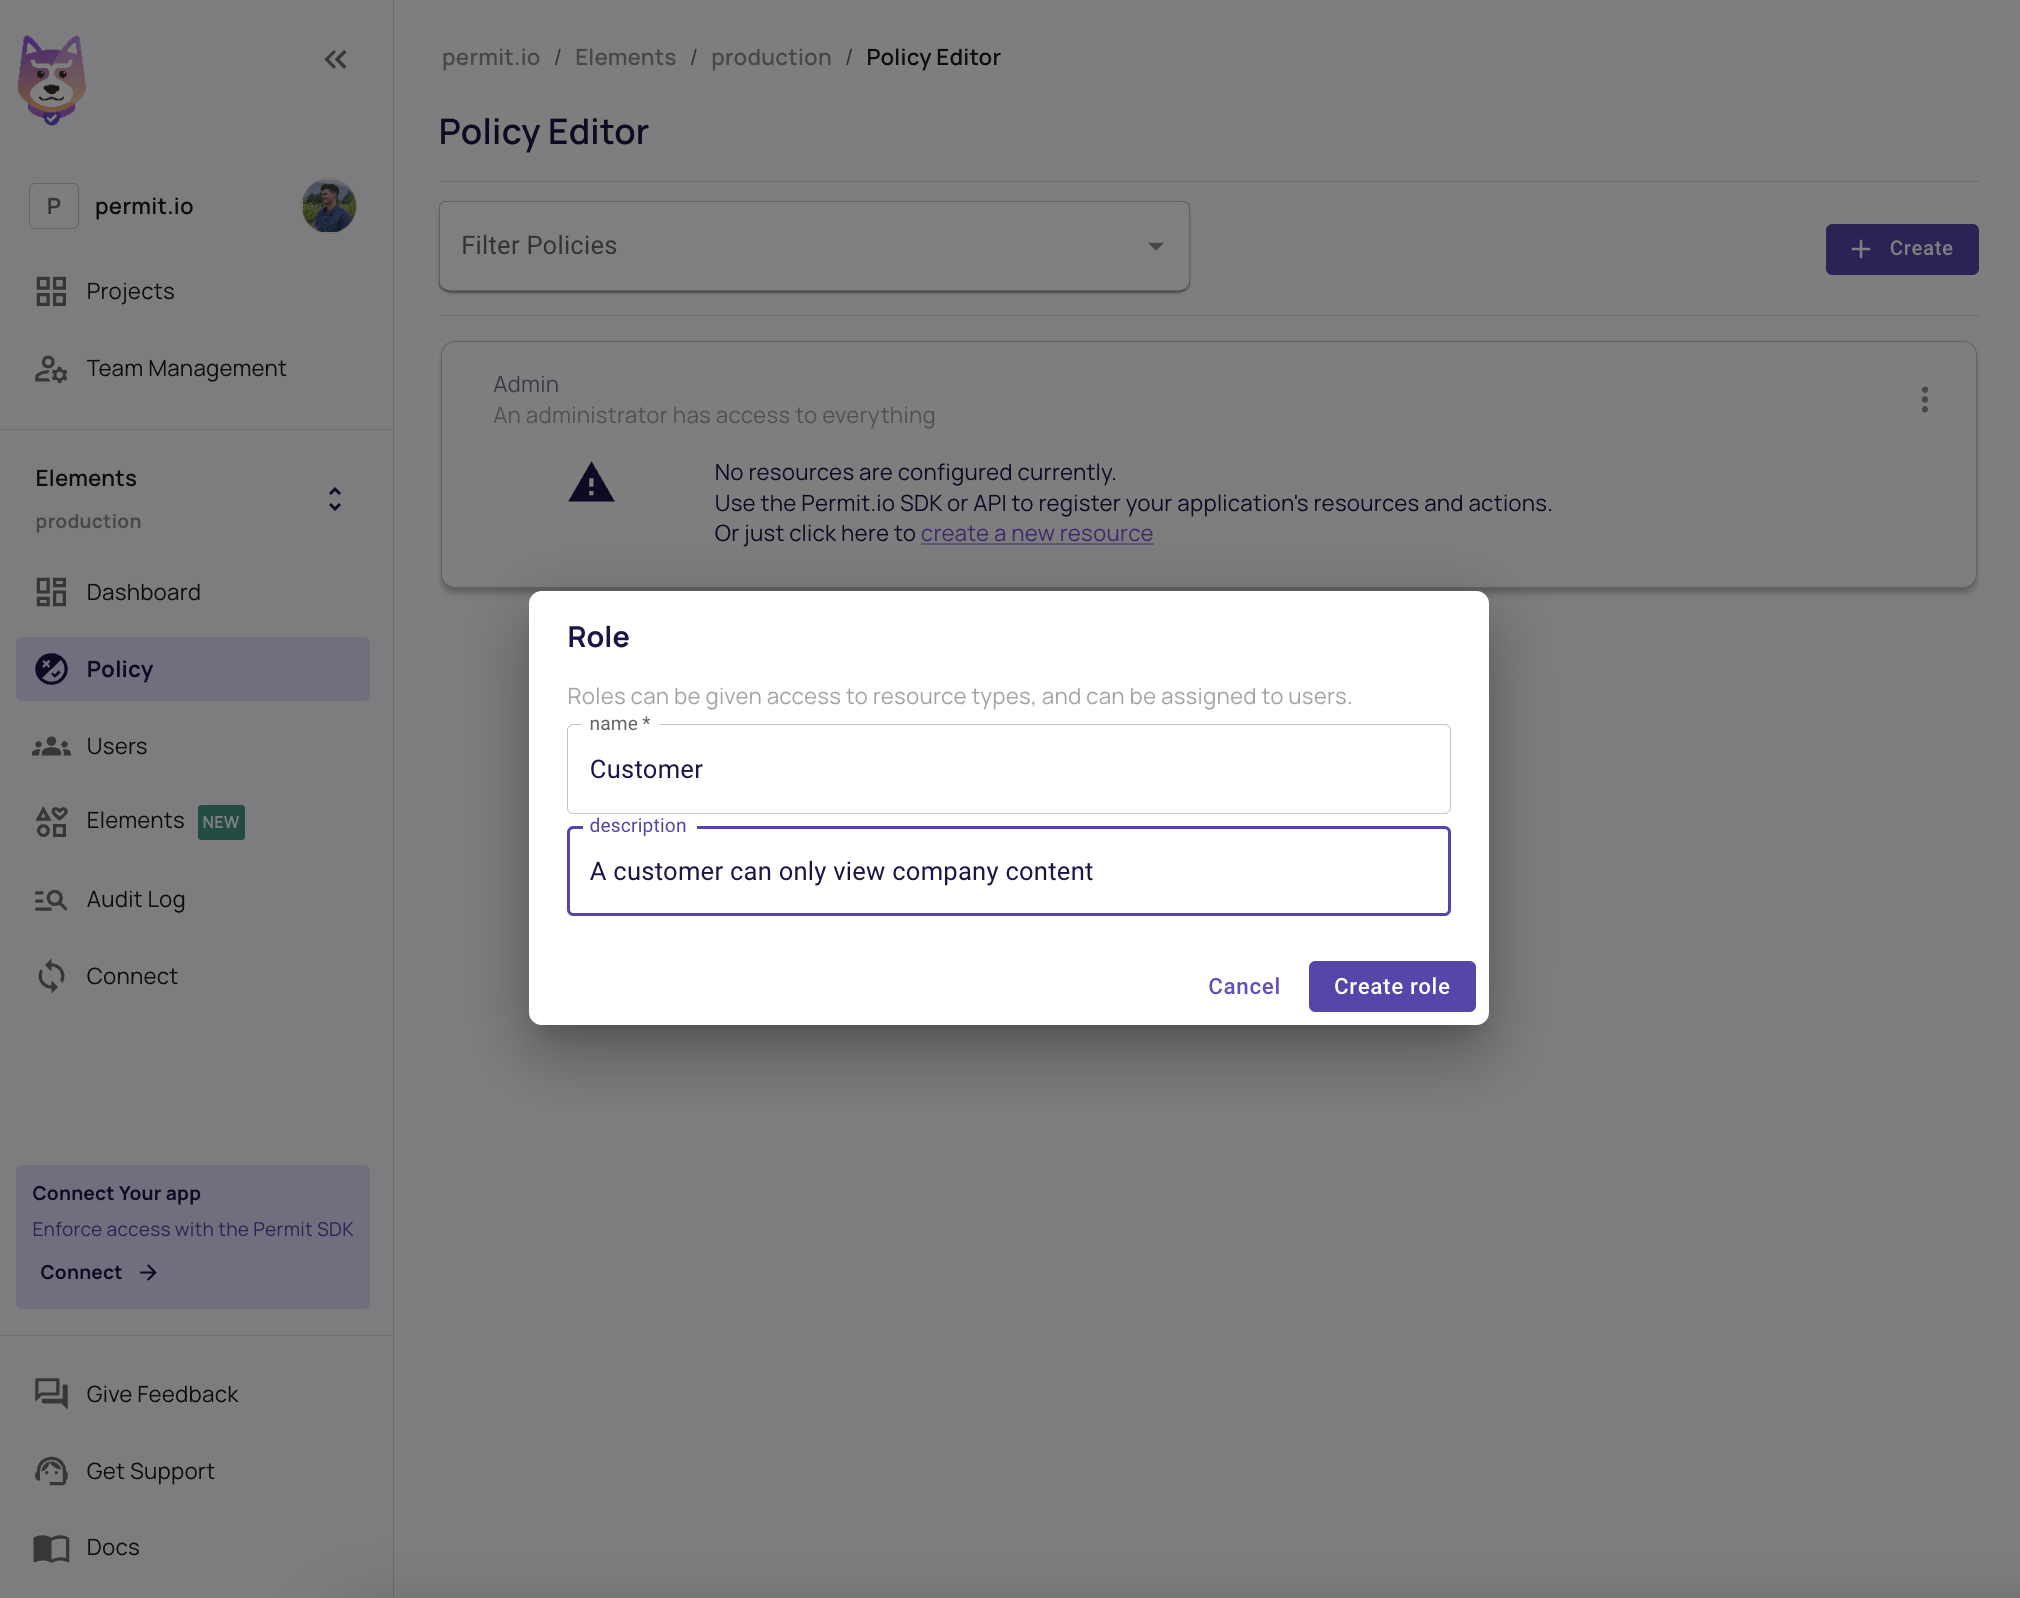 permit.io / Elements / production / Policy Editor
Policy Editor
P permit.io
Projects
Team Management
Elements
production
Dashboard
Policy
Users
Elements NEW
Audit Log
Connect
Connect Your app
Enforce access with the Permit SDK
Connect
Give Feedback
Get Support
Docs
Filter Policies
Create
Admin
An administrator has access to everything
No resources are configured currently.
Use the Permit.io SDK or API to register your application's resources and actions.
Or just click here to create a new resource
Role
Roles can be given access to resource types, and can be assigned to users.
name *
Customer
description
A customer can only view company content
Cancel
Create role